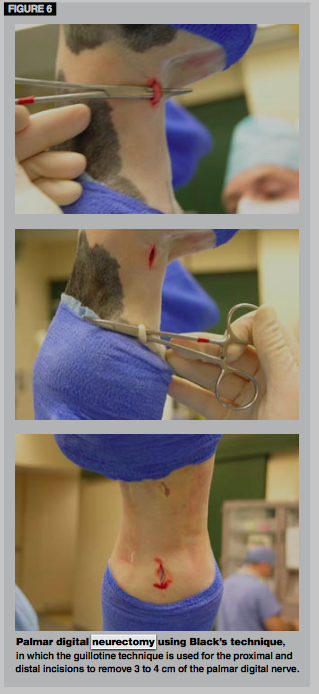 FIGURE 6
Palmar digital neurectomy using Black's technique,
in which the guillotine technique is used for the proximal and
distal incisions to remove 3 to 4 cm of the palmar digital nerve.